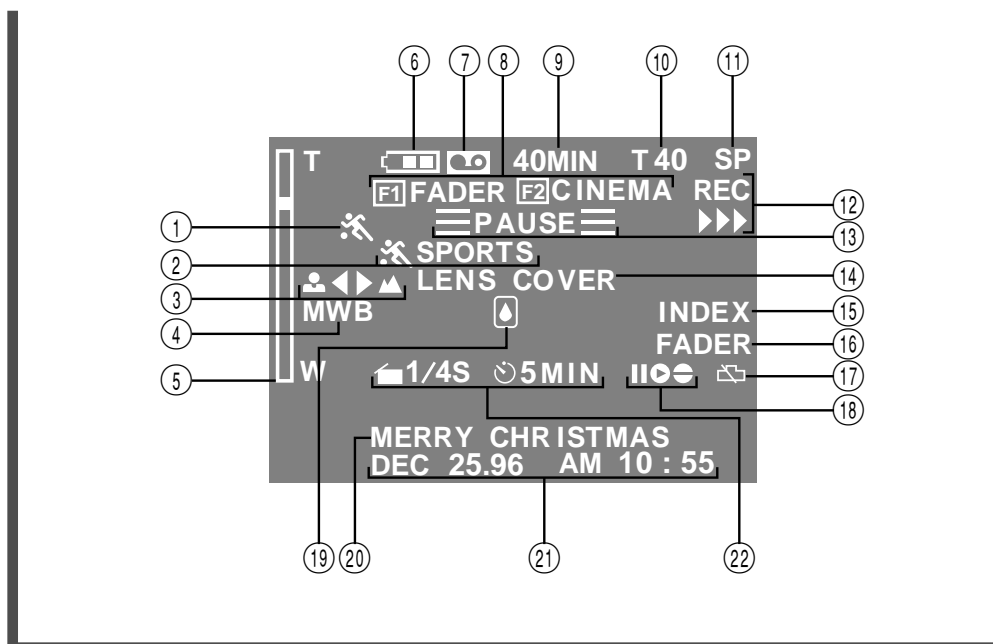 6 7 8 9 10 11
T 40MIN T 40 SP
F1 FADER F2 CINEMA REC
12
PAUSE
1
13
SPORTS
2
LENS COVER 14
3
MWB INDEX 15
4
FADER 16
5 W 1/4S 5MIN 17
18
MERRY CHRISTMAS
DEC 25.96 AM 10 : 55
19 20 21 22